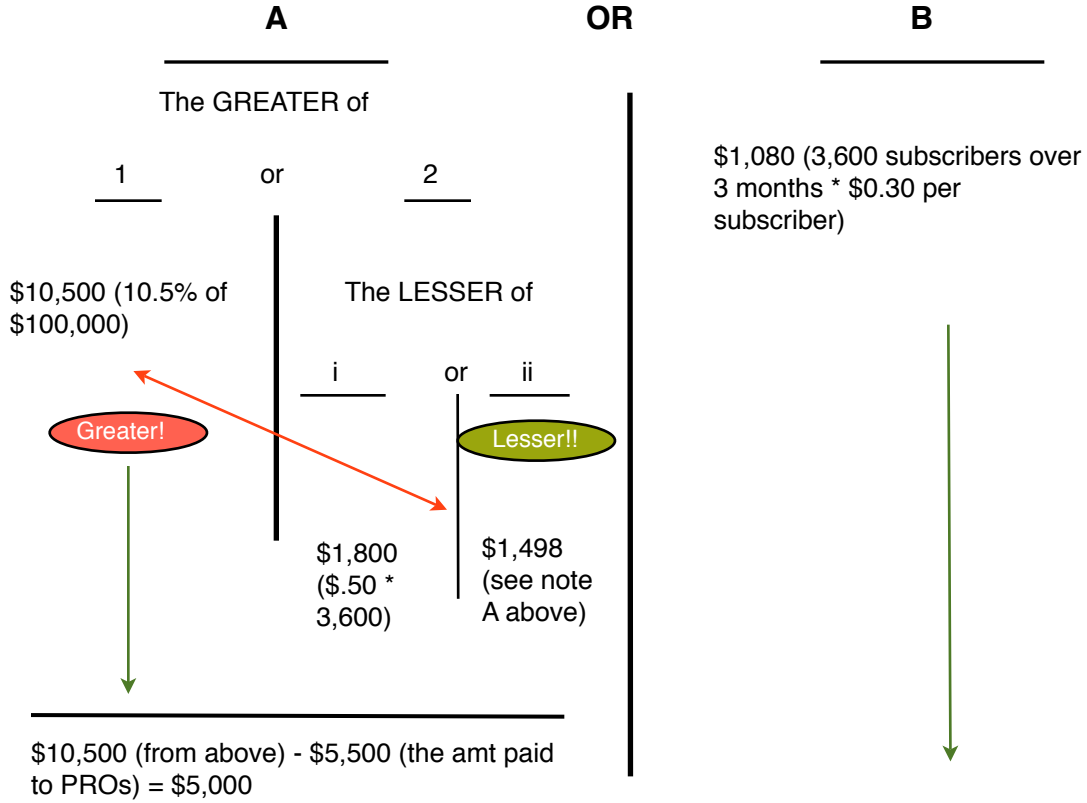 A
OR
B
The GREATER of
1
or
2
$1,080 (3,600 subscribers over
3 months * $0.30 per
subscriber)
$10,500 (10.5% of
$100,000)
The LESSER of
i
or
ii
Greater!
Lesser!!
$1,800
($.50 *
3,600)
$1,498
(see note
A above)
$10,500 (from above) - $5,500 (the amt paid
to PROs) = $5,000